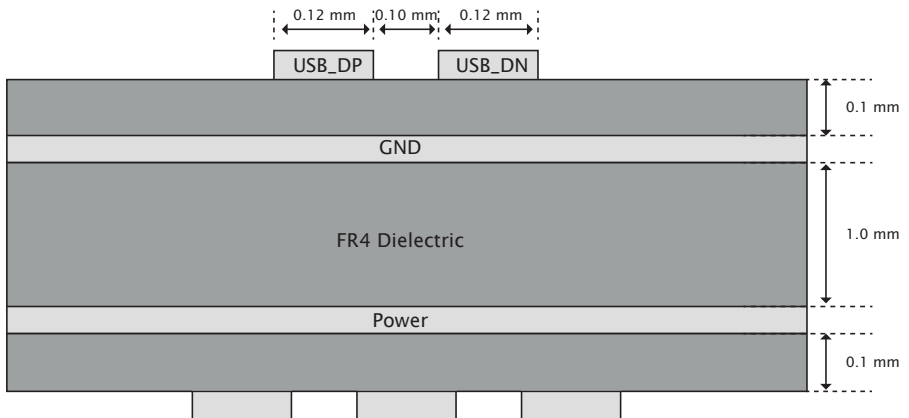 0.12 mm 0.10 mm 0.12 mm
USB_DP USB_DN
0.1 mm
GND
FR4 Dielectric
1.0 mm
Power
0.1 mm